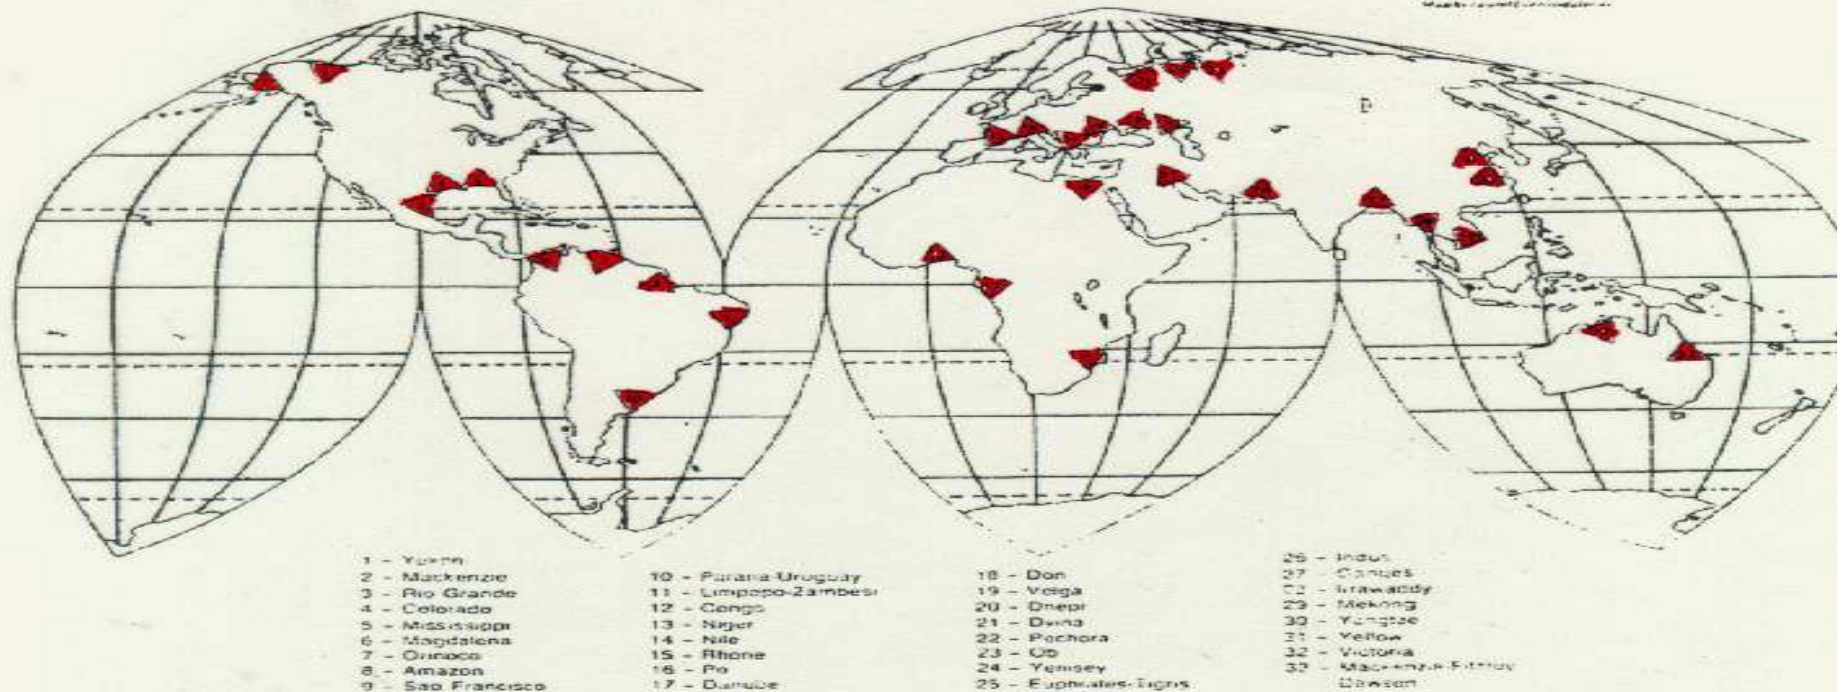 1 - Yukon
2 - Mackenzie
3 - Rio Grande
4 - Colorado
5 - Mississippi
6 - Magdalena
7 - Orinoco
8 - Amazon
9 - Sao Francisco
10 - Parana-Uruguay
11 - Limpopo-Zambesi
12 - Congo
13 - Niger
14 - Nile
15 - Rhone
16 - Po
17 - Danube
18 - Don
19 - Volga
20 - Dnepr
21 - Dvina
22 - Pechora
23 - Ob
24 - Yenisey
25 - Euphrates-Tigris
26 - Indus
27 - Ganges
28 - Irrawaddy
29 - Mekong
30 - Yangtze
31 - Yellow
32 - Victoria
33 - Mackenzie-Fitzroy
Dawson